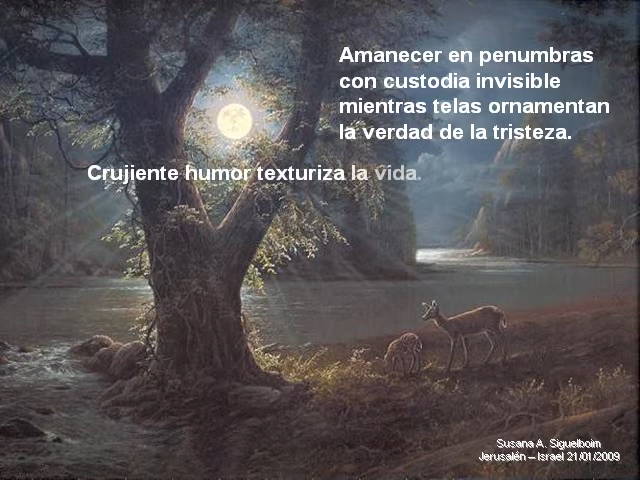 Amanecer en penumbras
con custodia invisible
mientras telas ornamentan
la verdad de la tristeza.
Crujiente humor texturiza la vida.
Susana A. Siguelboim
Jerusalén – Israel 21/01/2009